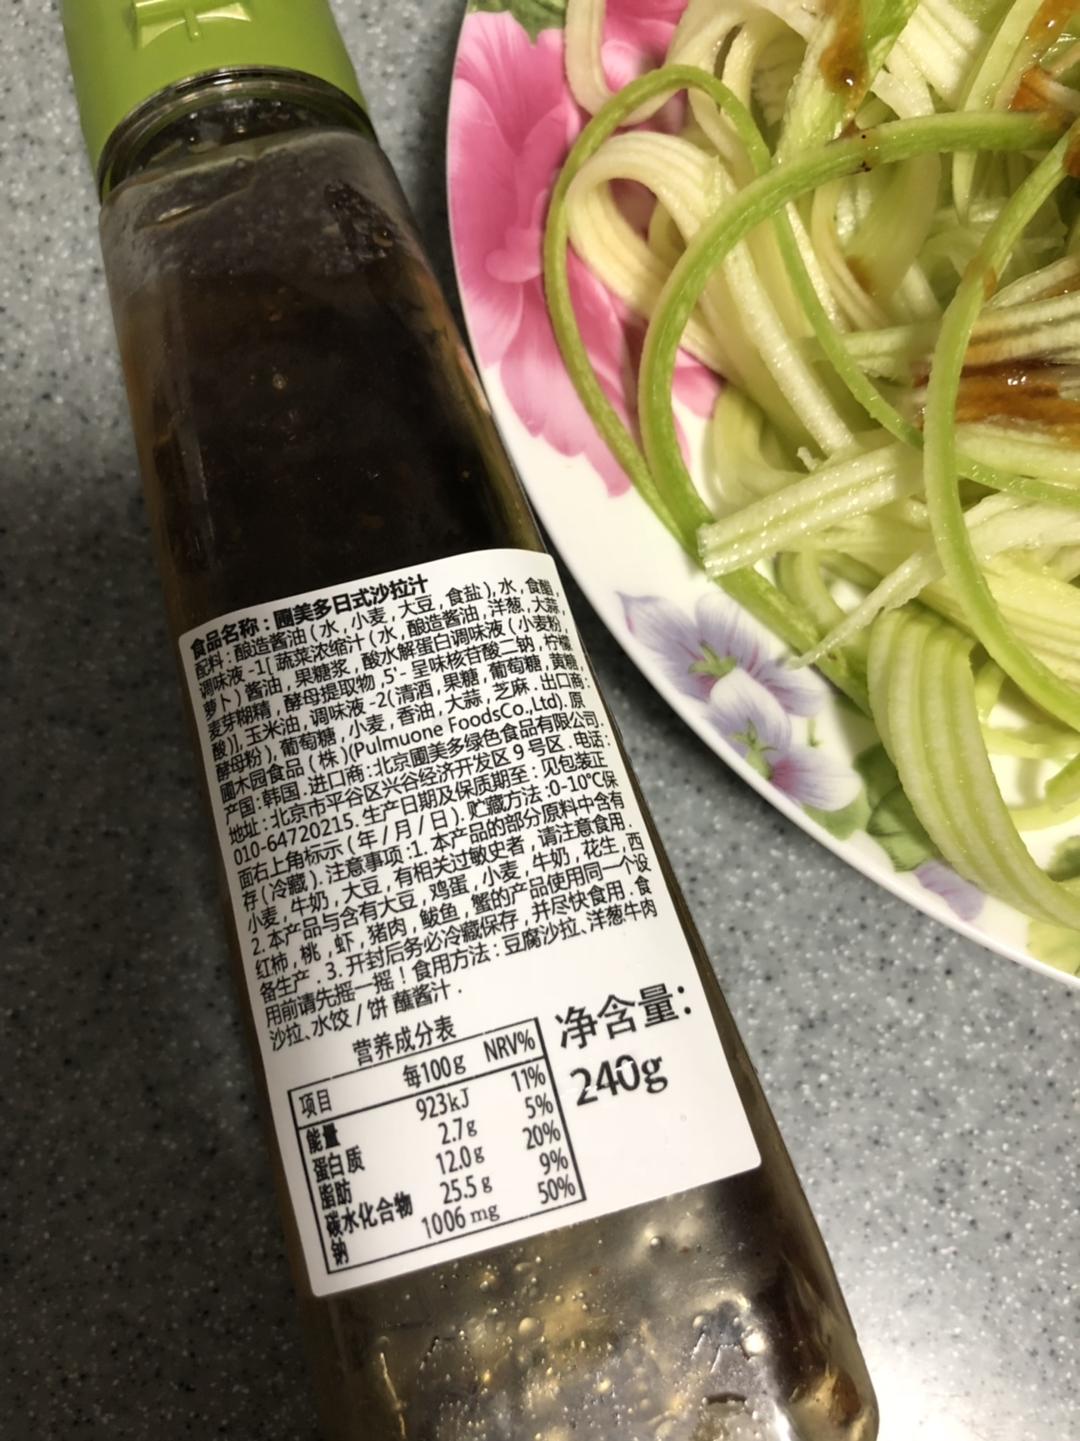 食品名称：圃美多日式沙拉汁
配料：酿造酱油(水，小麦，大豆，食盐)，水，食醋，
调味液-1[蔬菜浓缩汁(水，酿造酱油，洋葱，大蒜，
萝卜)酱油，果糖浆，酸水解蛋白调味液(小麦粉，
麦芽糊精，酵母提取物，5'-呈味核苷酸二钠，柠檬
酸)]，玉米油，调味液-2(清酒，果糖，葡萄糖，黄糖，
酵母粉)，葡萄糖，小麦，香油，大蒜，芝麻．出口商：
圃木园食品(株)(Pulmuone FoodsCo.,Ltd)．原
产国：韩国．进口商：北京圃美多绿色食品有限公司．
地址：北京市平谷区兴谷经济开发区9号区．电话：
010-64720215．生产日期及保质期至：见包装正
面右上角标示(年/月/日)．贮藏方法：0-10℃保
存(冷藏)．注意事项：1．本产品的部分原料中含有
小麦，牛奶，大豆，有相关过敏史者，请注意食用．
2．本产品与含有大豆，鸡蛋，小麦，牛奶，花生，西
红柿，桃，虾，猪肉，鲅鱼，蟹的产品使用同一个设
备生产．3．开封后务必冷藏保存，并尽快食用．食
用前请先摇一摇！食用方法：豆腐沙拉、洋葱牛肉
沙拉、水饺/饼 蘸酱汁．
营养成分表
项目 每100g NRV%
能量 923kJ 11%
蛋白质 2.7g 5%
脂肪 12.0g 20%
碳水化合物 25.5g 9%
钠 1006mg 50%
净含量：
240g